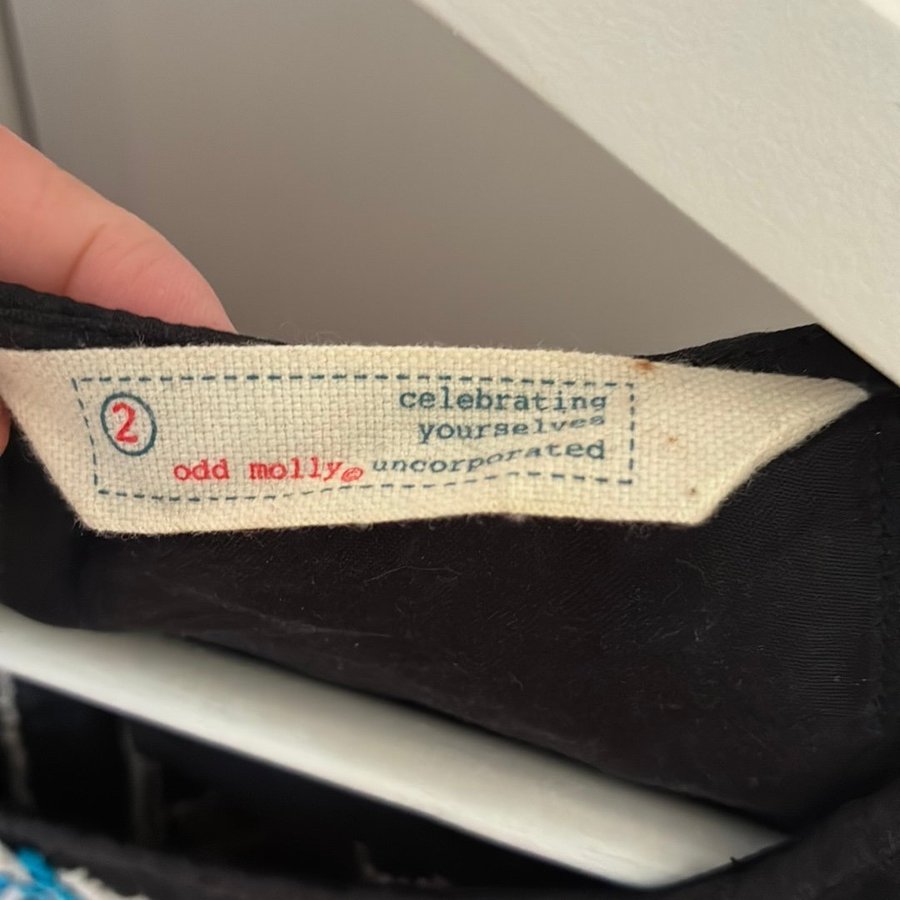 2
celebrating
yourselves
odd molly® uncorporated